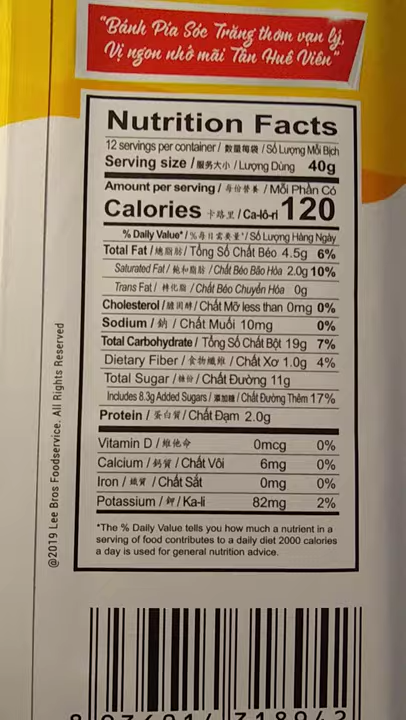 "Bánh Pía Sóc Trăng thơm vạn lý,
Vị ngon nhớ mãi Tân Huê Viên"
Nutrition Facts
12 servings per container / 數量每袋 / Số Lượng Mỗi Bịch
Serving size / 服务大小 / Lượng Dùng 40g
Amount per serving / 每份營養 / Mỗi Phần Có
Calories 卡路里 / Ca-lô-ri 120
% Daily Value* / %每日需要量* / Số Lượng Hàng Ngày
Total Fat / 總脂肪 / Tổng Số Chất Béo 4.5g 6%
Saturated Fat / 飽和脂肪 / Chất Béo Bão Hòa 2.0g 10%
Trans Fat / 轉化脂 / Chất Béo Chuyển Hóa 0g
Cholesterol / 膽固醇 / Chất Mỡ less than 0mg 0%
Sodium / 鈉 / Chất Muối 10mg 0%
Total Carbohydrate / Tổng Số Chất Bột 19g 7%
Dietary Fiber / 食物纖維 / Chất Xơ 1.0g 4%
Total Sugar / 糖份 / Chất Đường 11g
Includes 8.3g Added Sugars / 添加糖 / Chất Đường Thêm 17%
Protein / 蛋白質 / Chất Đạm 2.0g
Vitamin D / 維他命 0mcg 0%
Calcium / 鈣質 / Chất Vôi 6mg 0%
Iron / 鐵質 / Chất Sắt 0mg 0%
Potassium / 鉀 / Ka-li 82mg 2%
*The % Daily Value tells you how much a nutrient in a
serving of food contributes to a daily diet 2000 calories
a day is used for general nutrition advice.
@2019 Lee Bros Foodservice. All Rights Reserved